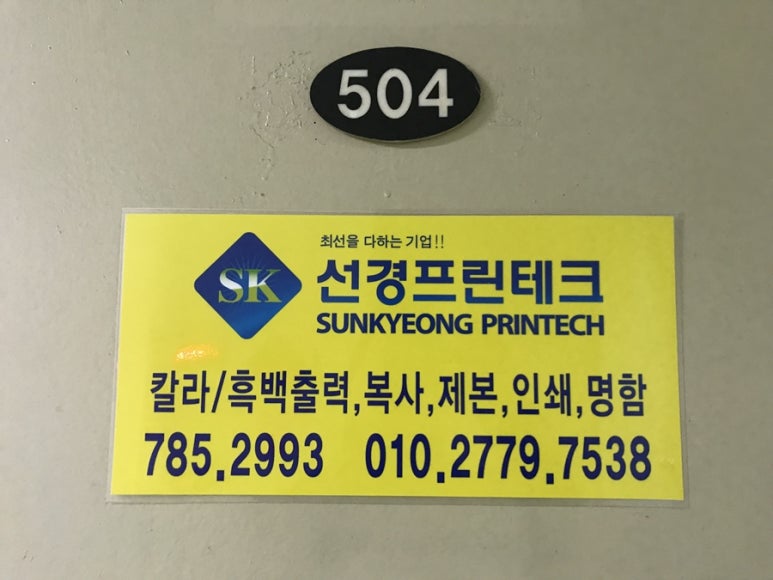 504
최선을 다하는 기업!!
SK
선경프린테크
SUNKYEONG PRINTECH
칼라/흑백출력,복사,제본,인쇄,명함
785.2993 010.2779.7538